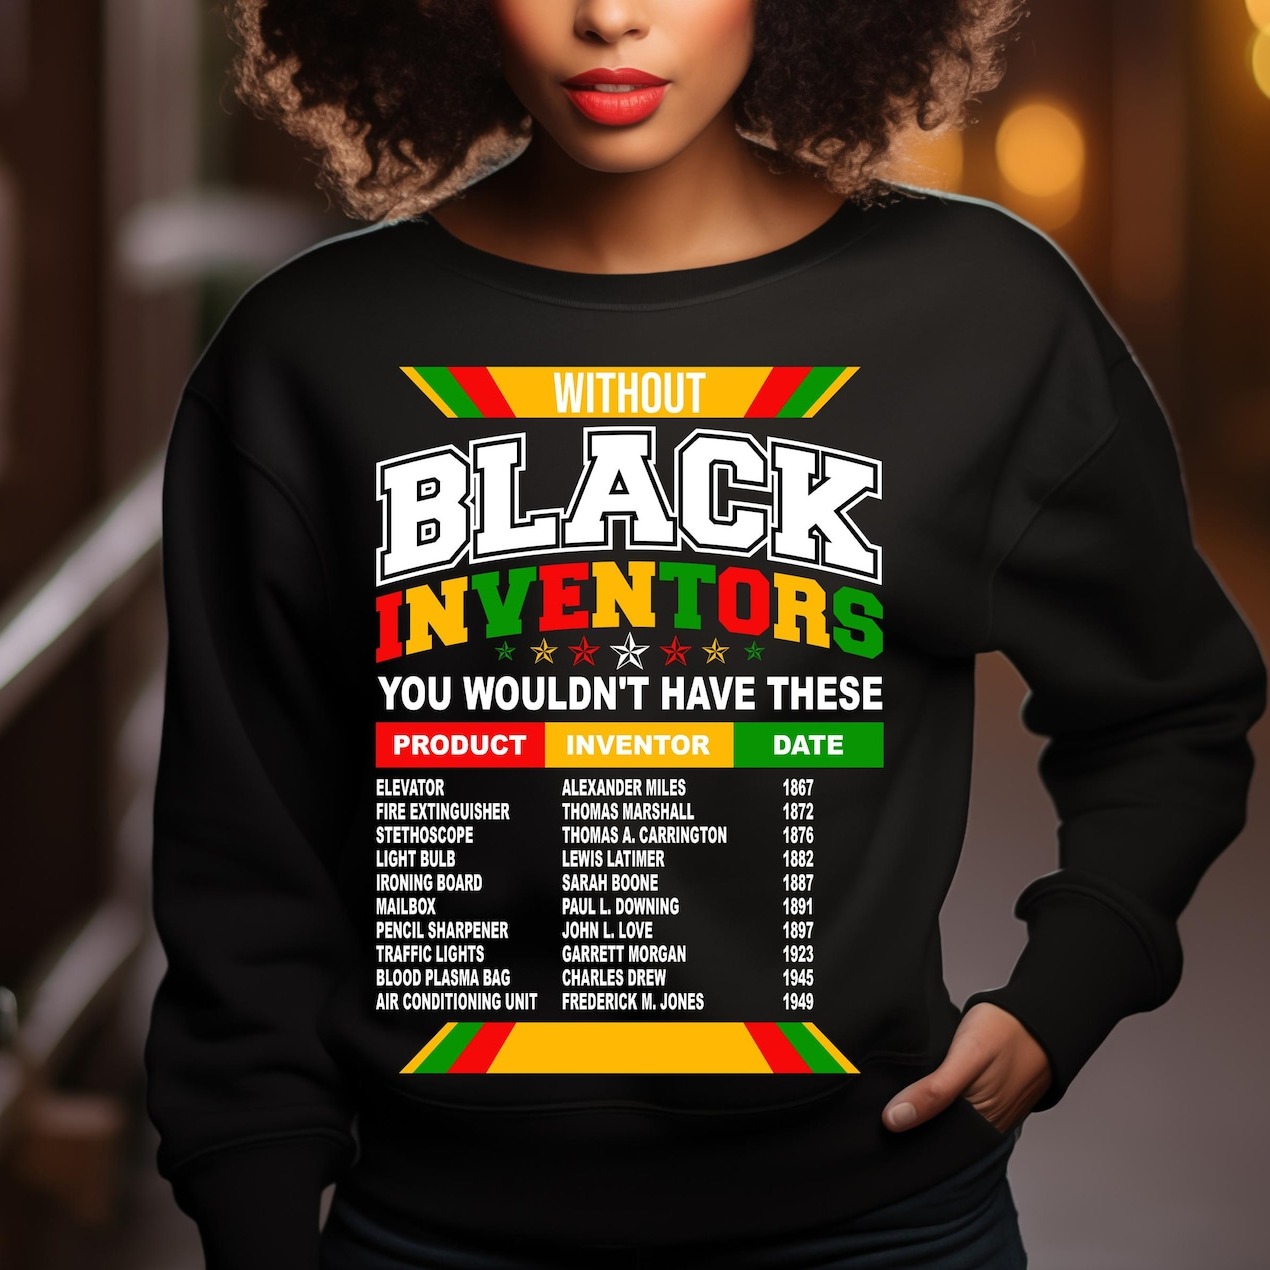 WITHOUT
BLACK
INVENTORS
YOU WOULDN'T HAVE THESE
PRODUCT INVENTOR DATE
ELEVATOR ALEXANDER MILES 1867
FIRE EXTINGUISHER THOMAS MARSHALL 1872
STETHOSCOPE THOMAS A. CARRINGTON 1876
LIGHT BULB LEWIS LATIMER 1882
IRONING BOARD SARAH BOONE 1887
MAILBOX PAUL L. DOWNING 1891
PENCIL SHARPENER JOHN L. LOVE 1897
TRAFFIC LIGHTS GARRETT MORGAN 1923
BLOOD PLASMA BAG CHARLES DREW 1945
AIR CONDITIONING UNIT FREDERICK M. JONES 1949